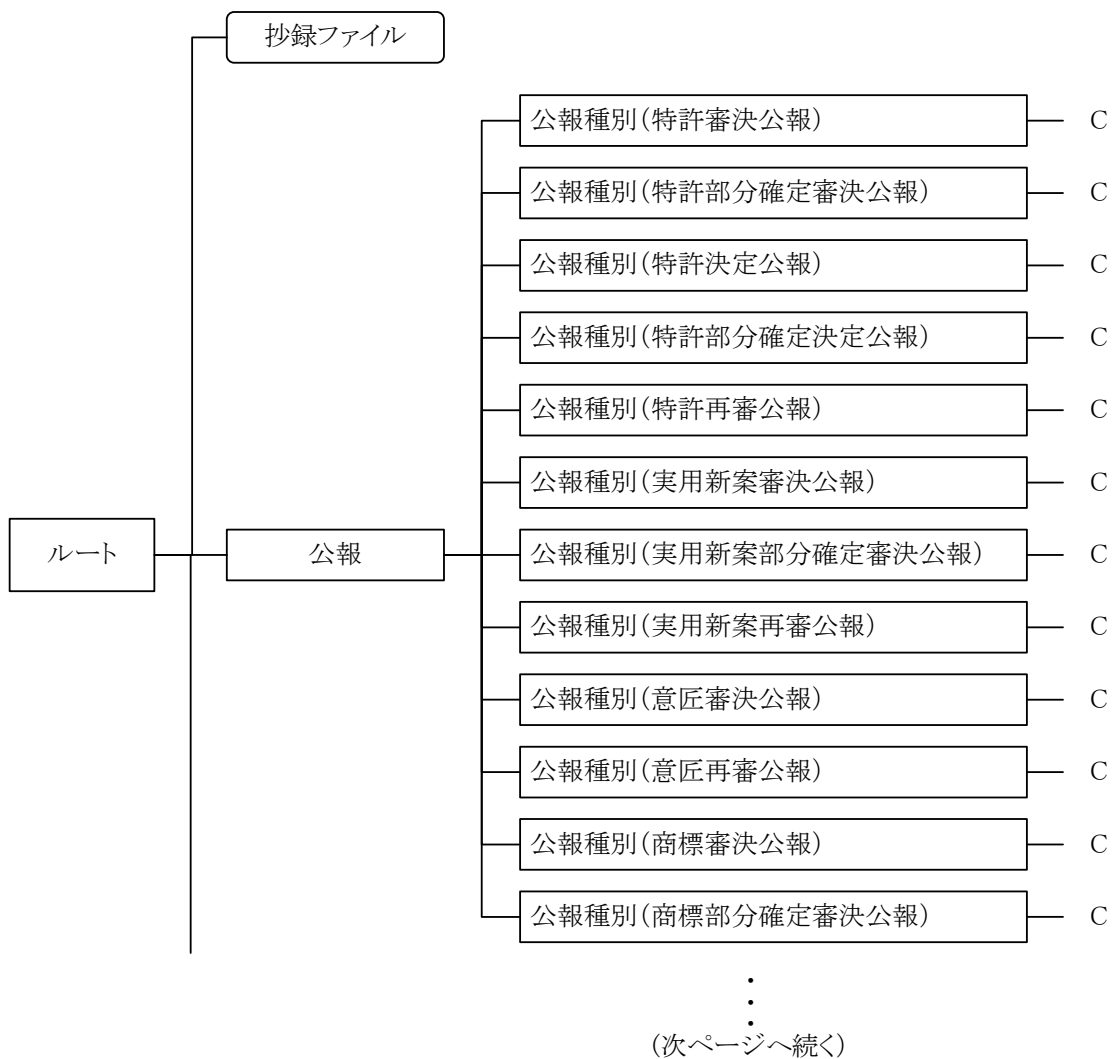 抄録ファイル
公報種別(特許審決公報) C
公報種別(特許部分確定審決公報) C
公報種別(特許決定公報) C
公報種別(特許部分確定決定公報) C
公報種別(特許再審公報) C
公報種別(実用新案審決公報) C
ルート 公報 公報種別(実用新案部分確定審決公報) C
公報種別(実用新案再審公報) C
公報種別(意匠審決公報) C
公報種別(意匠再審公報) C
公報種別(商標審決公報) C
公報種別(商標部分確定審決公報) C
(次ページへ続く)